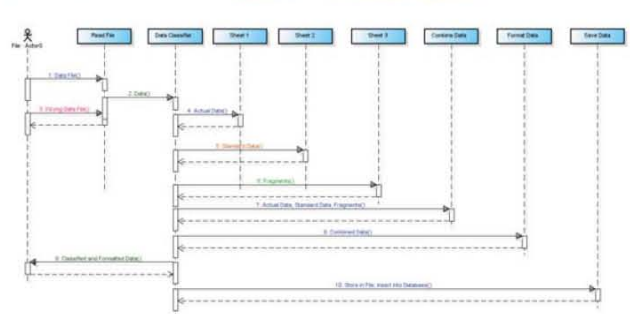 File : Actor0
Read File
Data Classifier
Sheet 1
Sheet 2
Sheet 3
Combine Data
Format Data
Save Data
1: Data File()
2: Data()
3: Wrong Data File()
4: Actual Data()
5: Standard Data()
6: Fragments()
7: Actual Data, Standard Data, Fragments()
8: Combined Data()
9: Classified and Formatted Data()
10: Store in File, Insert into Database()